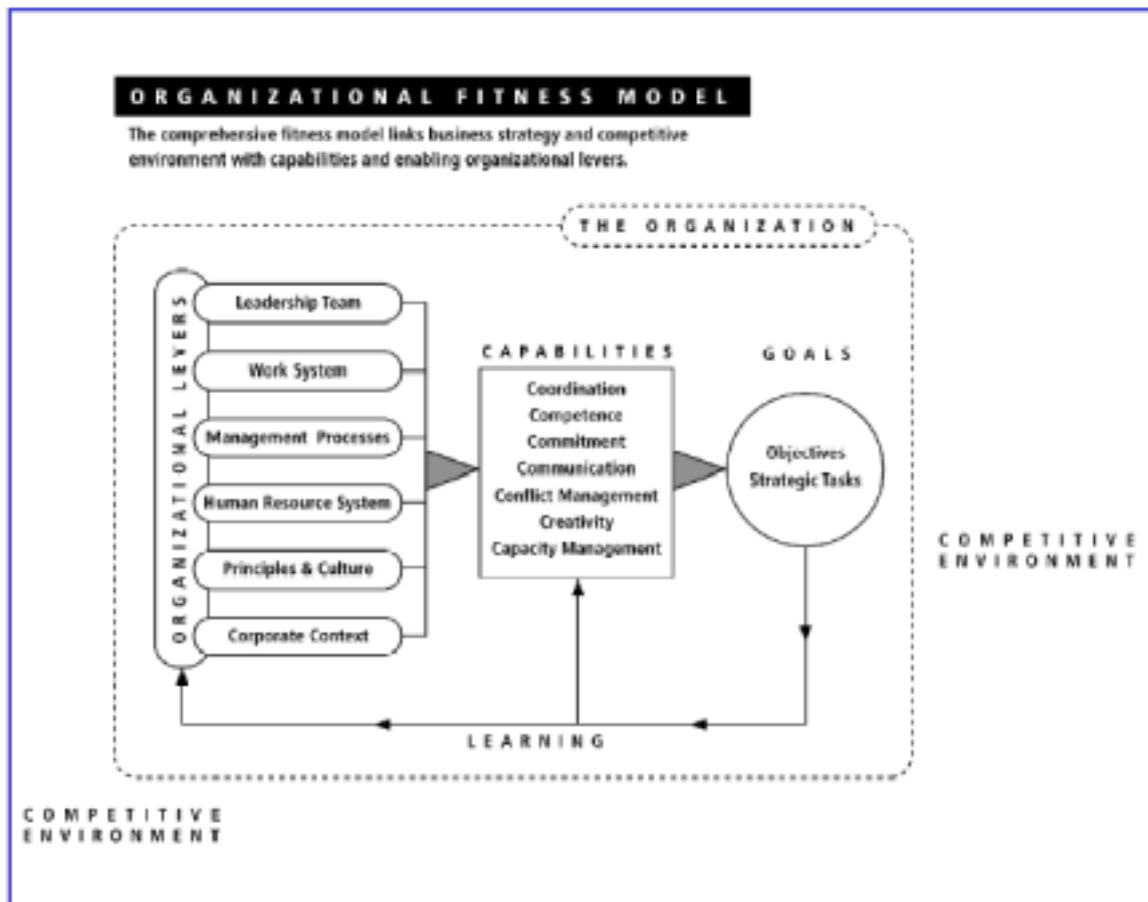 ORGANIZATIONAL FITNESS MODEL
The comprehensive fitness model links business strategy and competitive
environment with capabilities and enabling organizational levers.
THE ORGANIZATION
ORGANIZATIONAL LEVERS
Leadership Team
Work System
Management Processes
Human Resource System
Principles & Culture
Corporate Context
CAPABILITIES
Coordination
Competence
Commitment
Communication
Conflict Management
Creativity
Capacity Management
GOALS
Objectives
Strategic Tasks
COMPETITIVE
ENVIRONMENT
LEARNING
COMPETITIVE
ENVIRONMENT